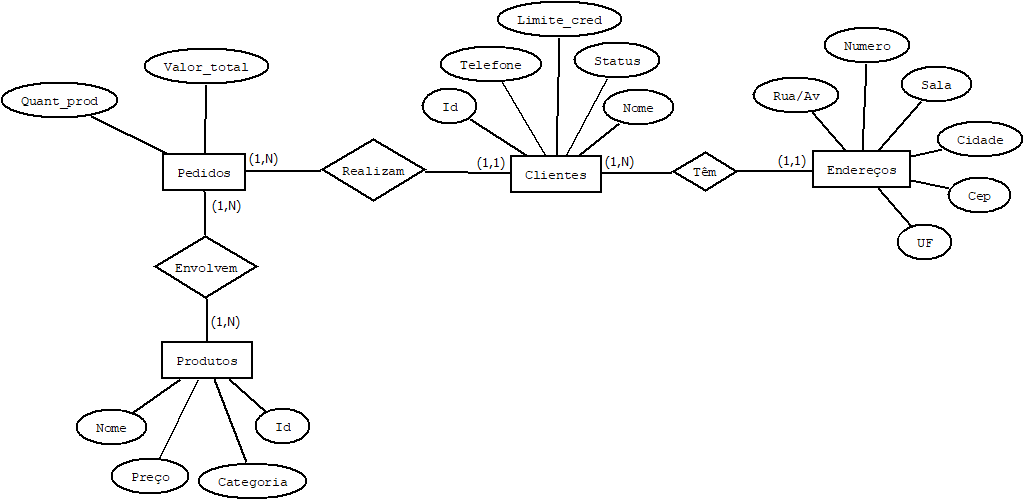 Limite_cred
Valor_total
Telefone
Status
Numero
Quant_prod
Id
Nome
Rua/Av
Sala
Cidade
Pedidos
(1,N)
Realizam
(1,1)
Clientes
(1,N)
Têm
(1,1)
Endereços
Cep
(1,N)
UF
Envolvem
(1,N)
Produtos
Nome
Id
Preço
Categoria